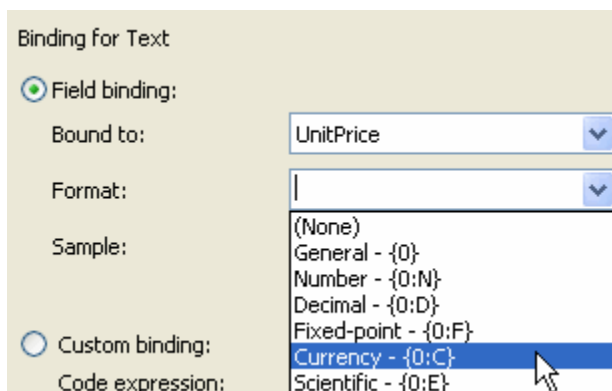 Binding for Text
Field binding:
Bound to: UnitPrice
Format:
(None)
General - {0}
Sample:
Number - {0:N}
Decimal - {0:D}
Fixed-point - {0:F}
Custom binding:
Currency - {0:C}
Code expression: Scientific - {0:E}